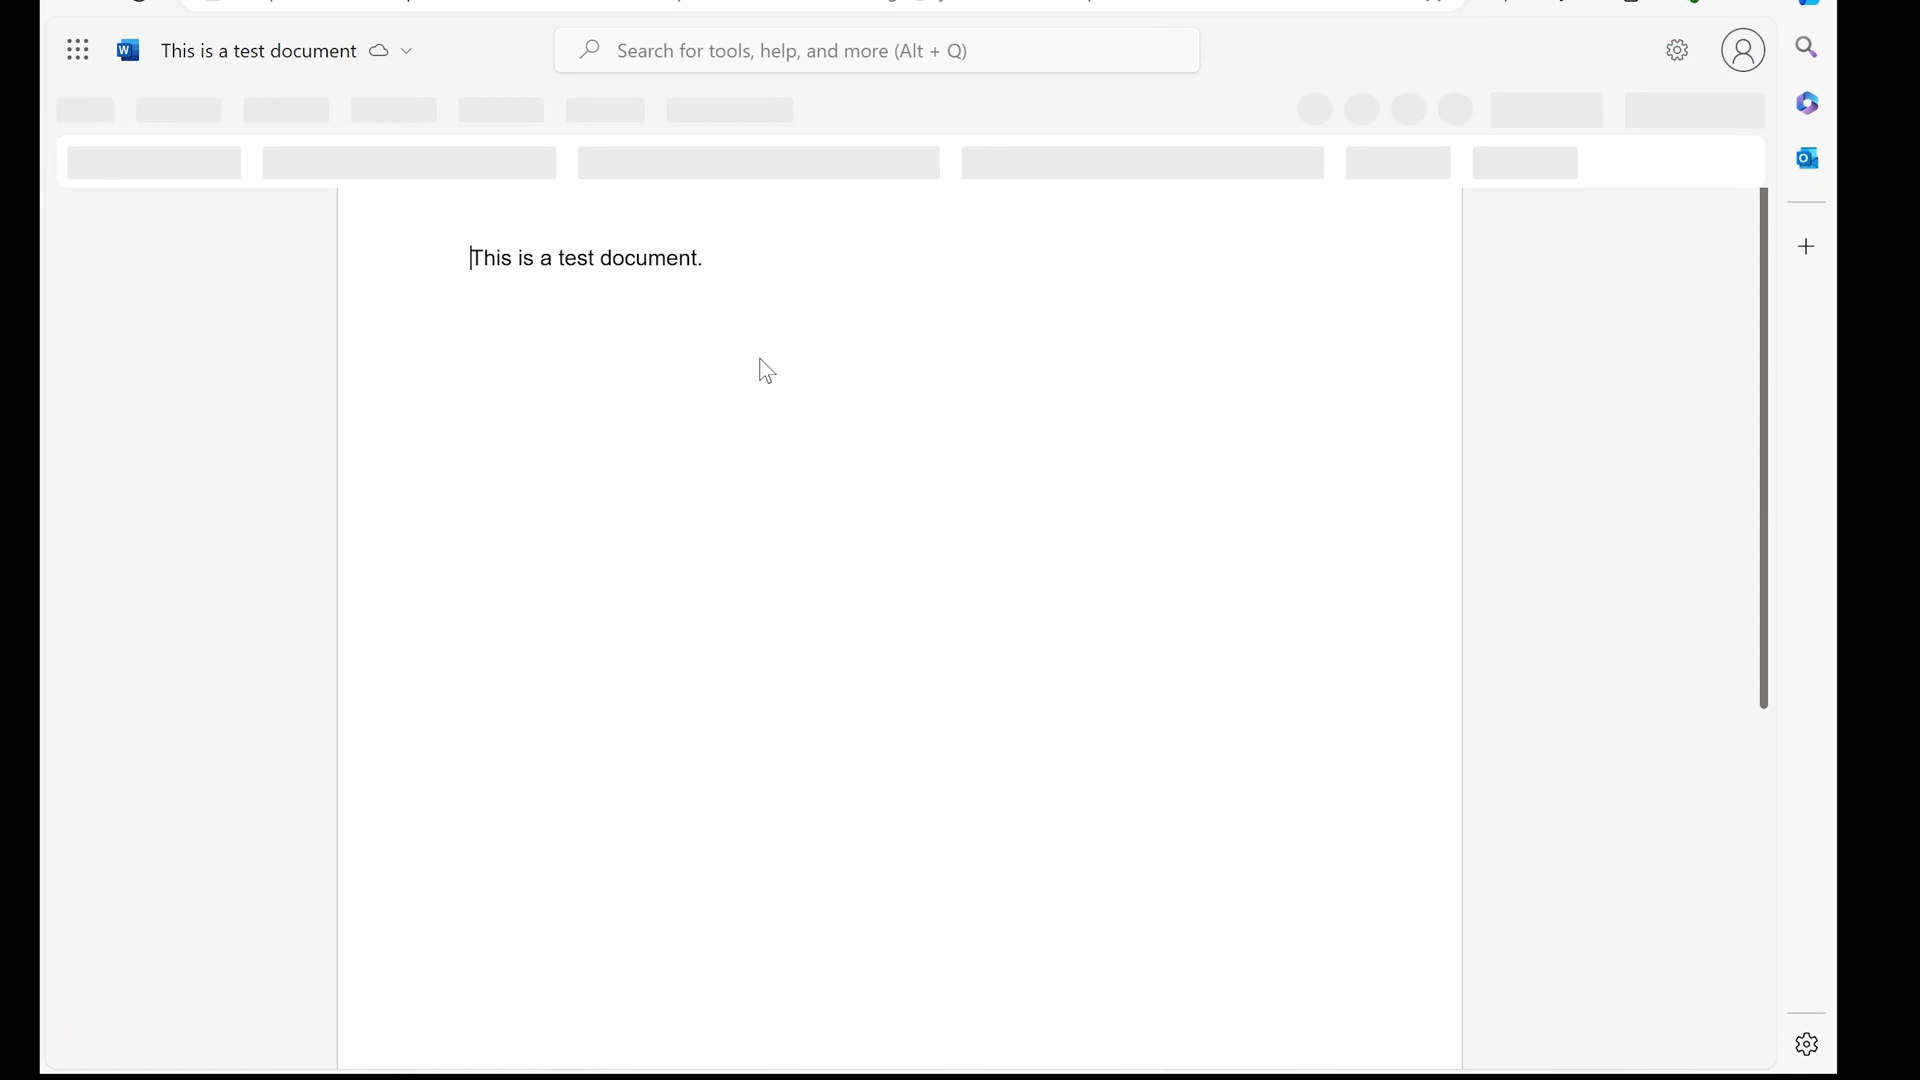 This is a test document
Search for tools, help, and more (Alt + Q)
This is a test document.